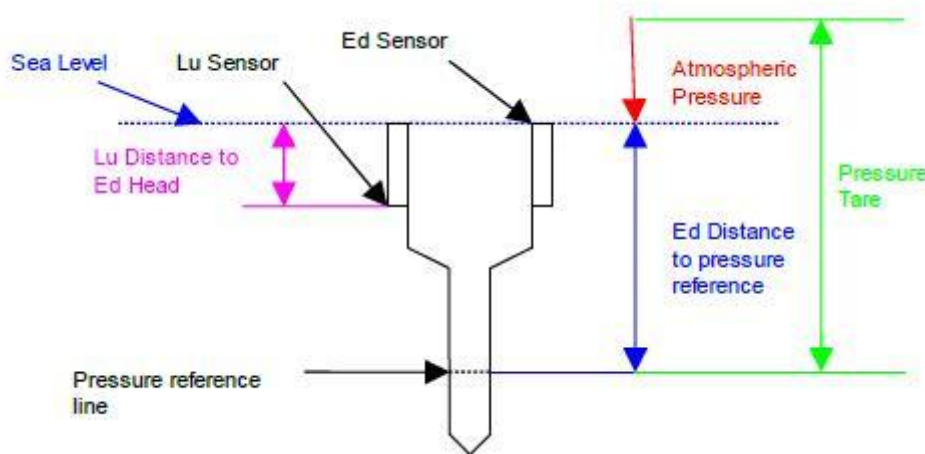 Ed Sensor
Sea Level
Lu Sensor
Atmospheric
Pressure
Lu Distance to
Ed Head
Pressure
Tare
Ed Distance
to pressure
reference
Pressure reference
line